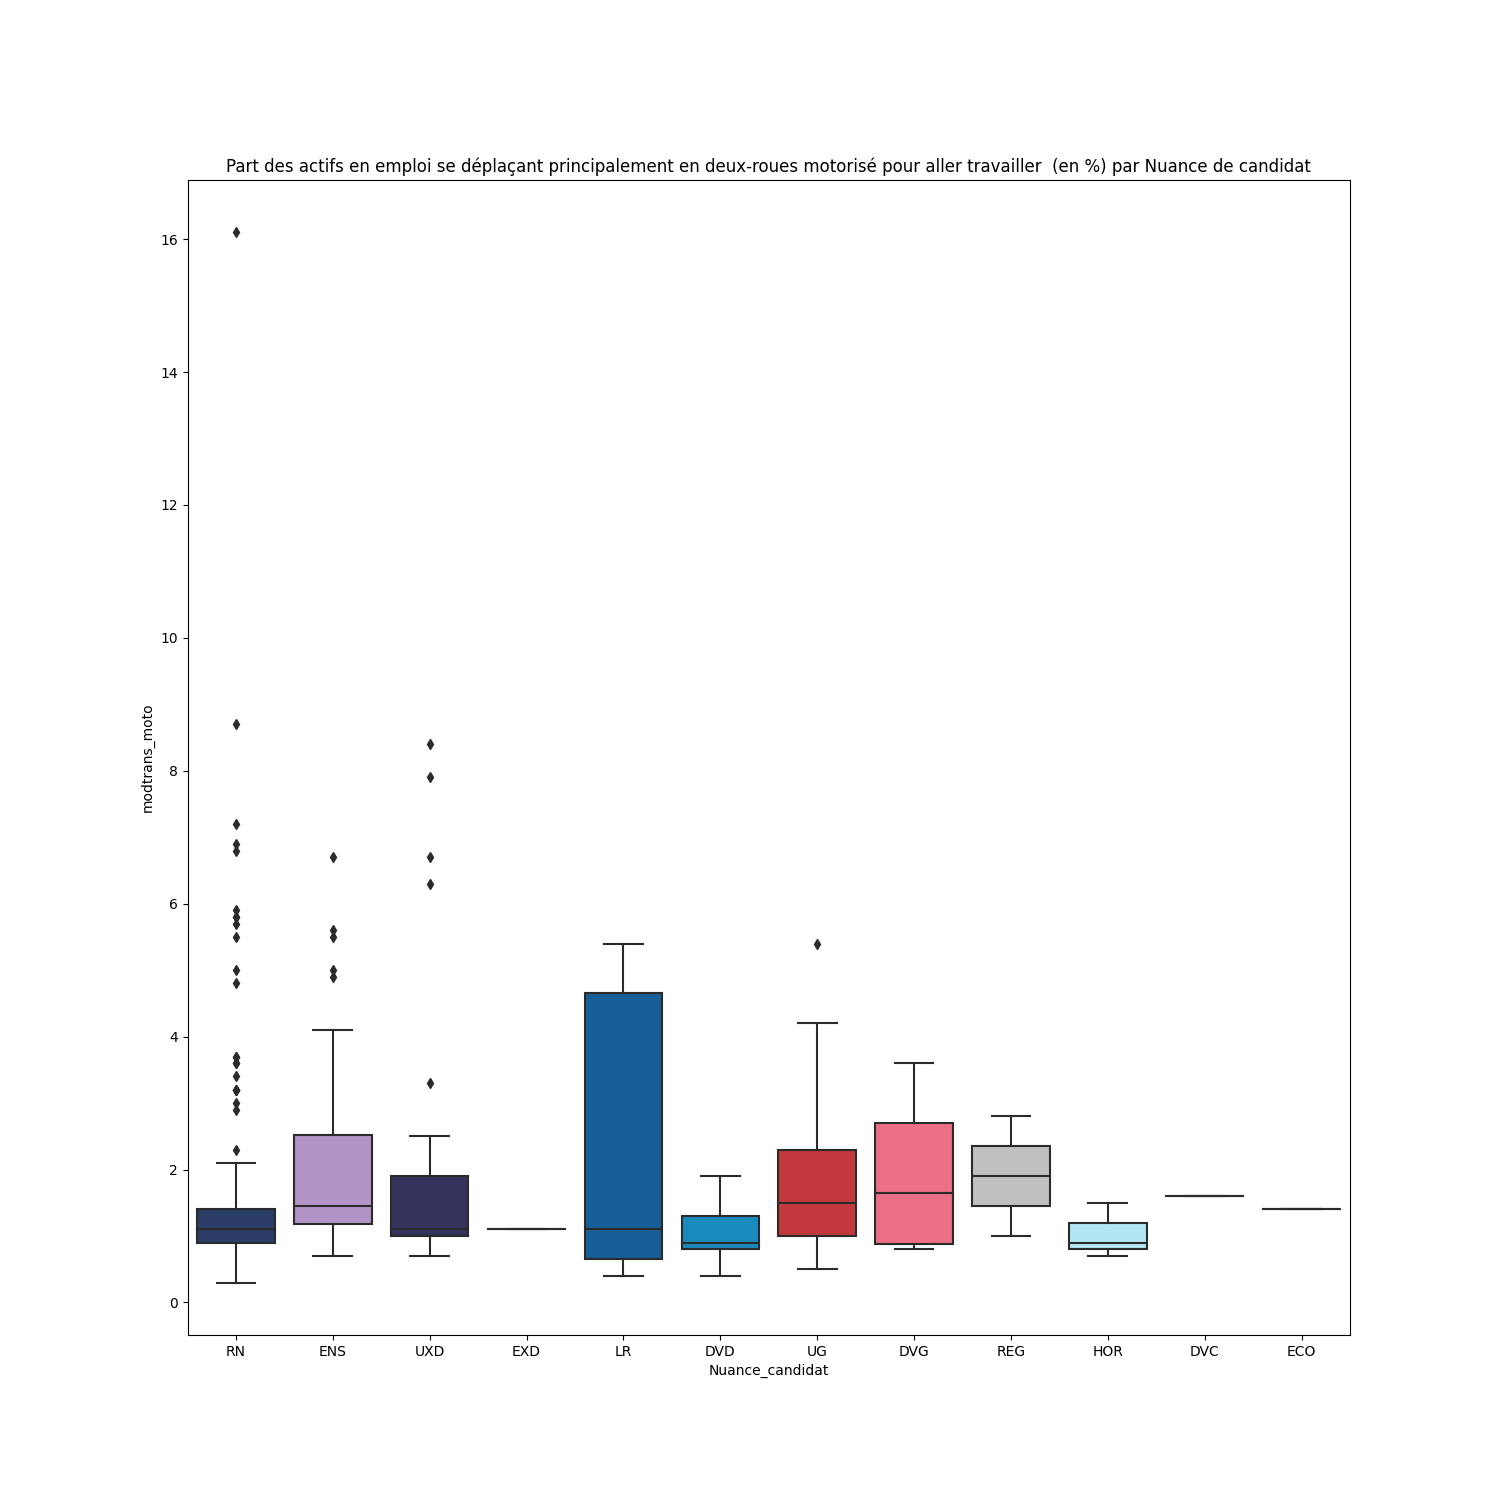 Part des actifs en emploi se déplaçant principalement en deux-roues motorisé pour aller travailler  (en %) par Nuance de candidat
16
14
12
10
8
6
4
2
0
modtrans_moto
RN ENS UXD EXD LR DVD UG DVG REG HOR DVC ECO
Nuance_candidat